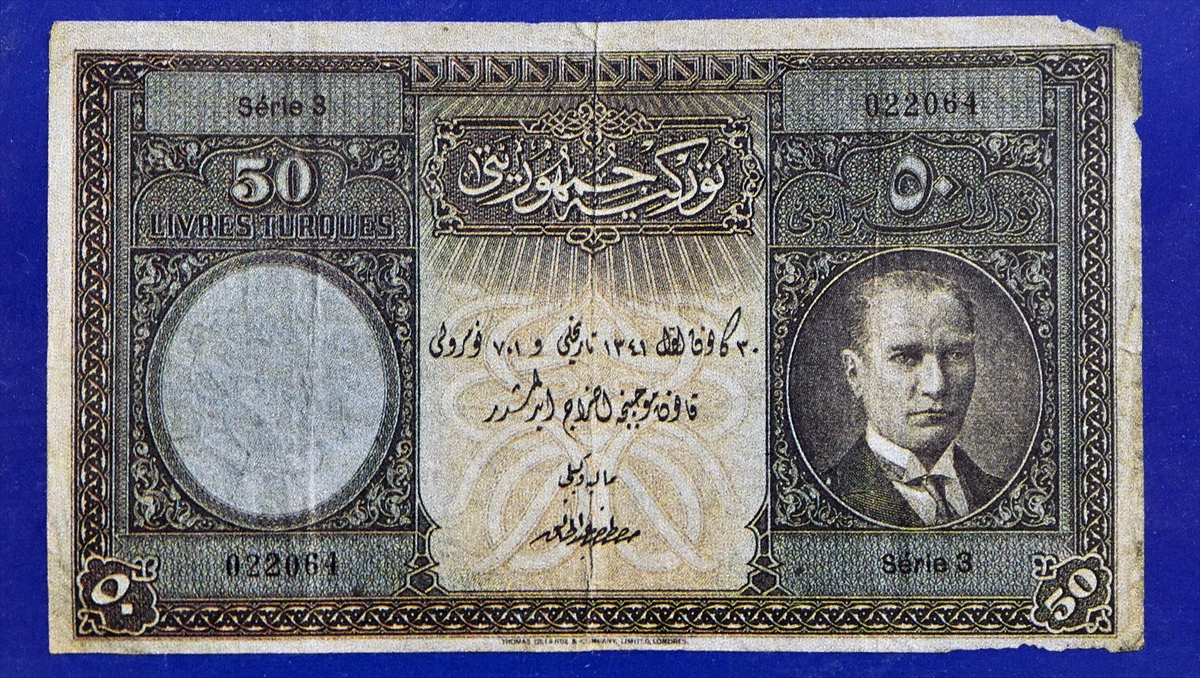 Série 3
022064
50
LIVRES TURQUES
توركیه جمهوریتی
٥٠
تورك لیراسی
٣٠ كانون اول ١٣٤١ تاریخلی و ٧٠١ نومرولی
قانون موجبنجه اخراج ایدلمشدر
مالیه وكیلی
022064
Série 3
٥٠
50
THOMAS DE LA RUE & COMPANY, LIMITED, LONDRES.